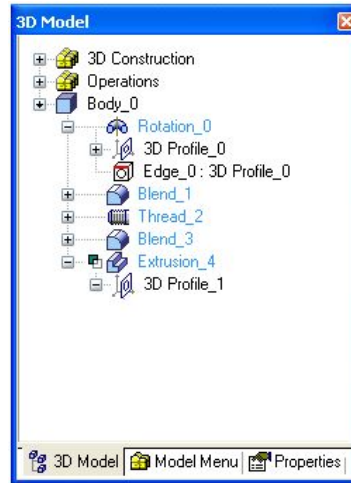 3D Model
3D Construction
Operations
Body_0
Rotation_0
3D Profile_0
Edge_0 : 3D Profile_0
Blend_1
Thread_2
Blend_3
Extrusion_4
3D Profile_1
3D Model Model Menu Properties